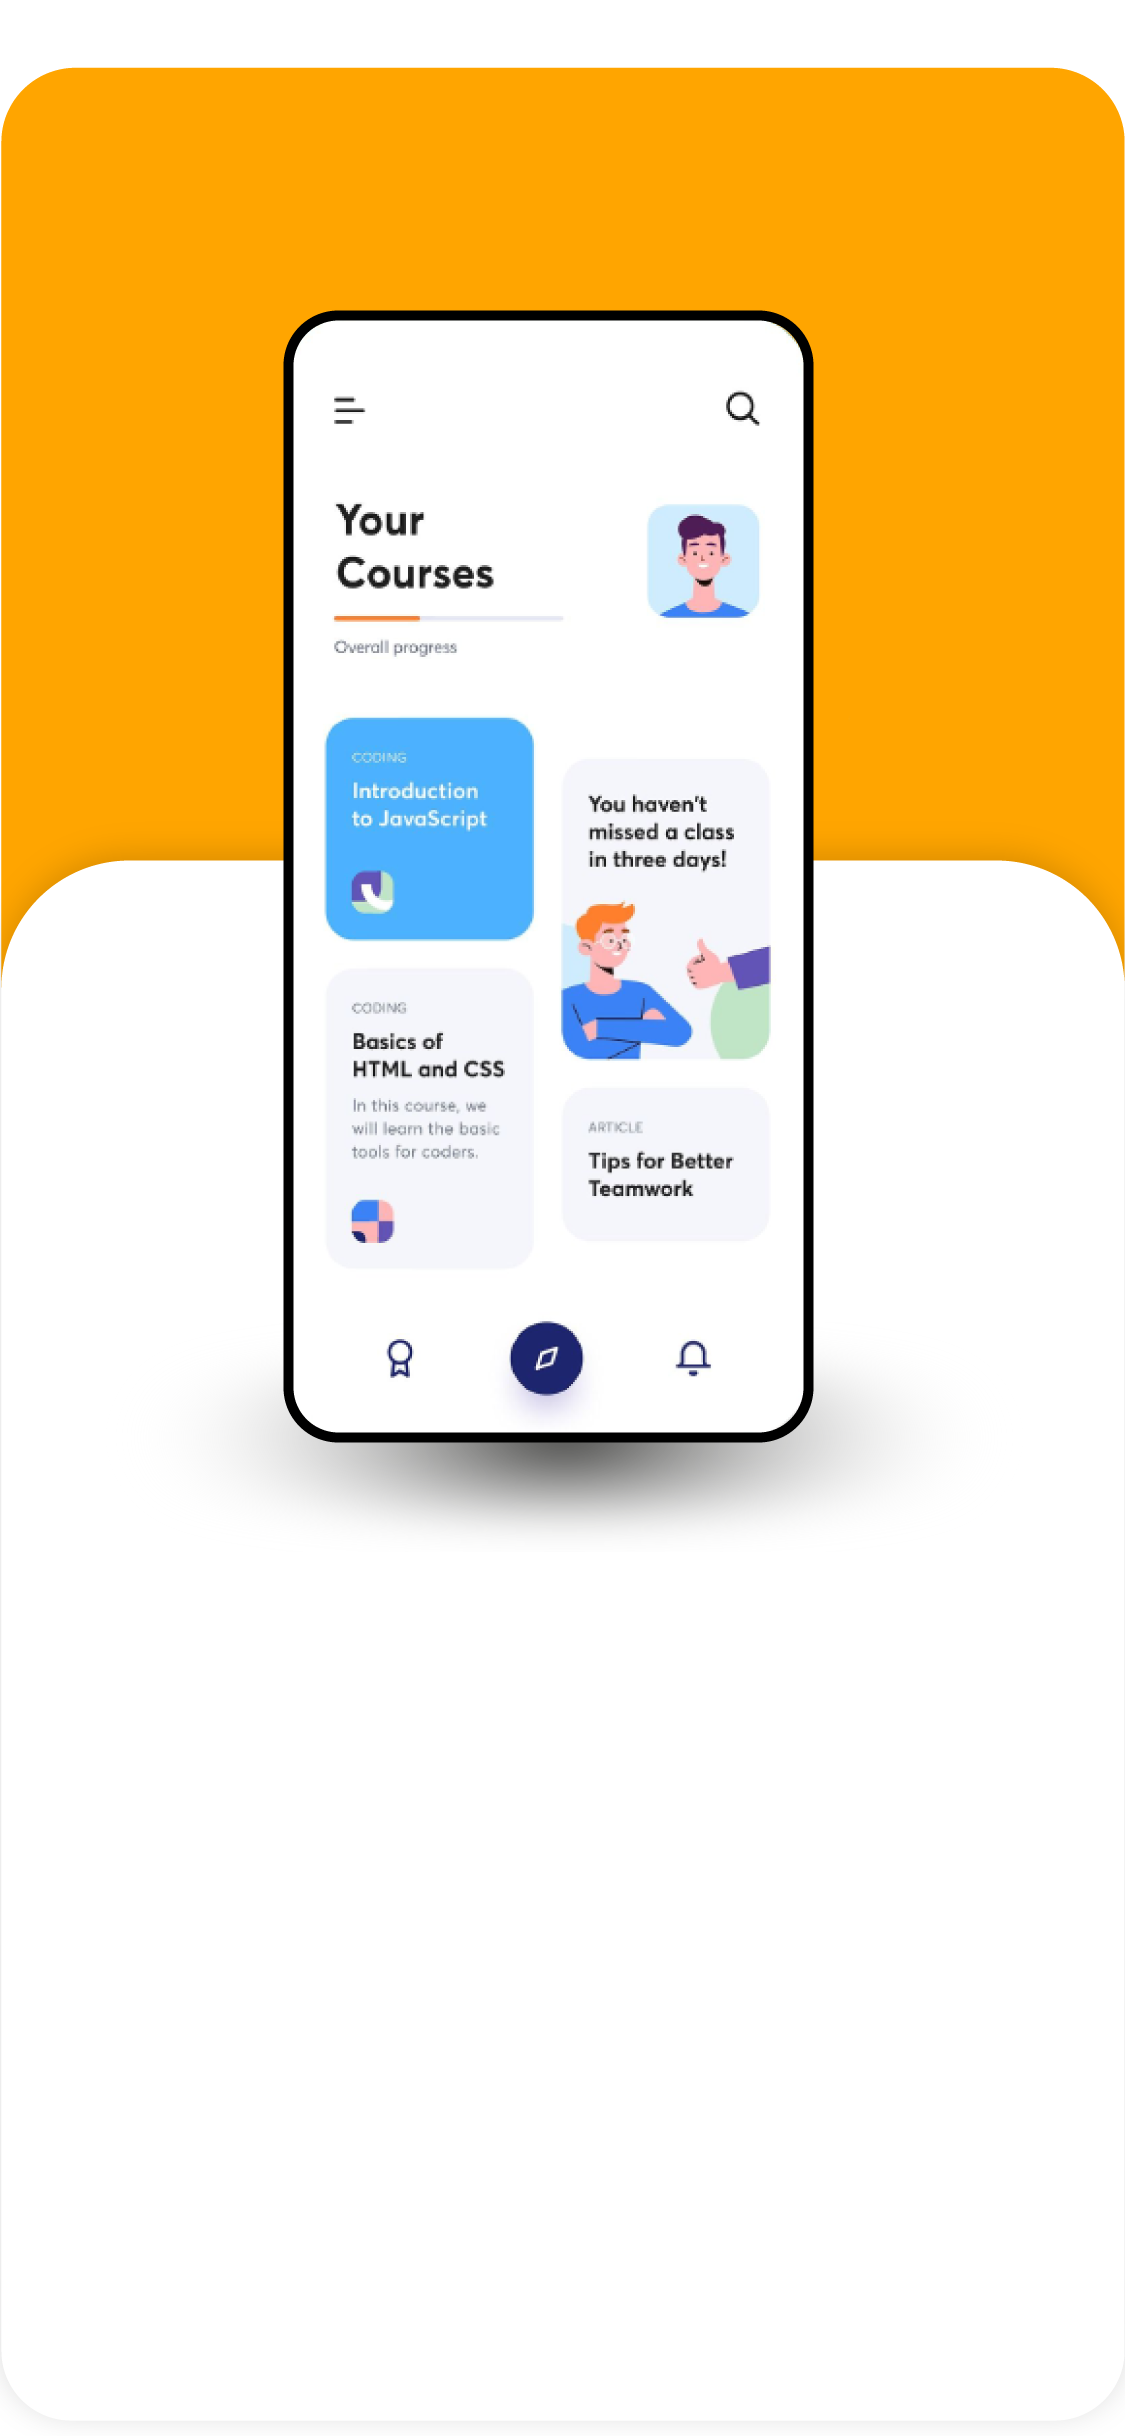 Your
Courses
Overall progress
CODING
Introduction
to JavaScript
You haven't
missed a class
in three days!
CODING
Basics of
HTML and CSS
In this course, we
will learn the basic
tools for coders.
ARTICLE
Tips for Better
Teamwork